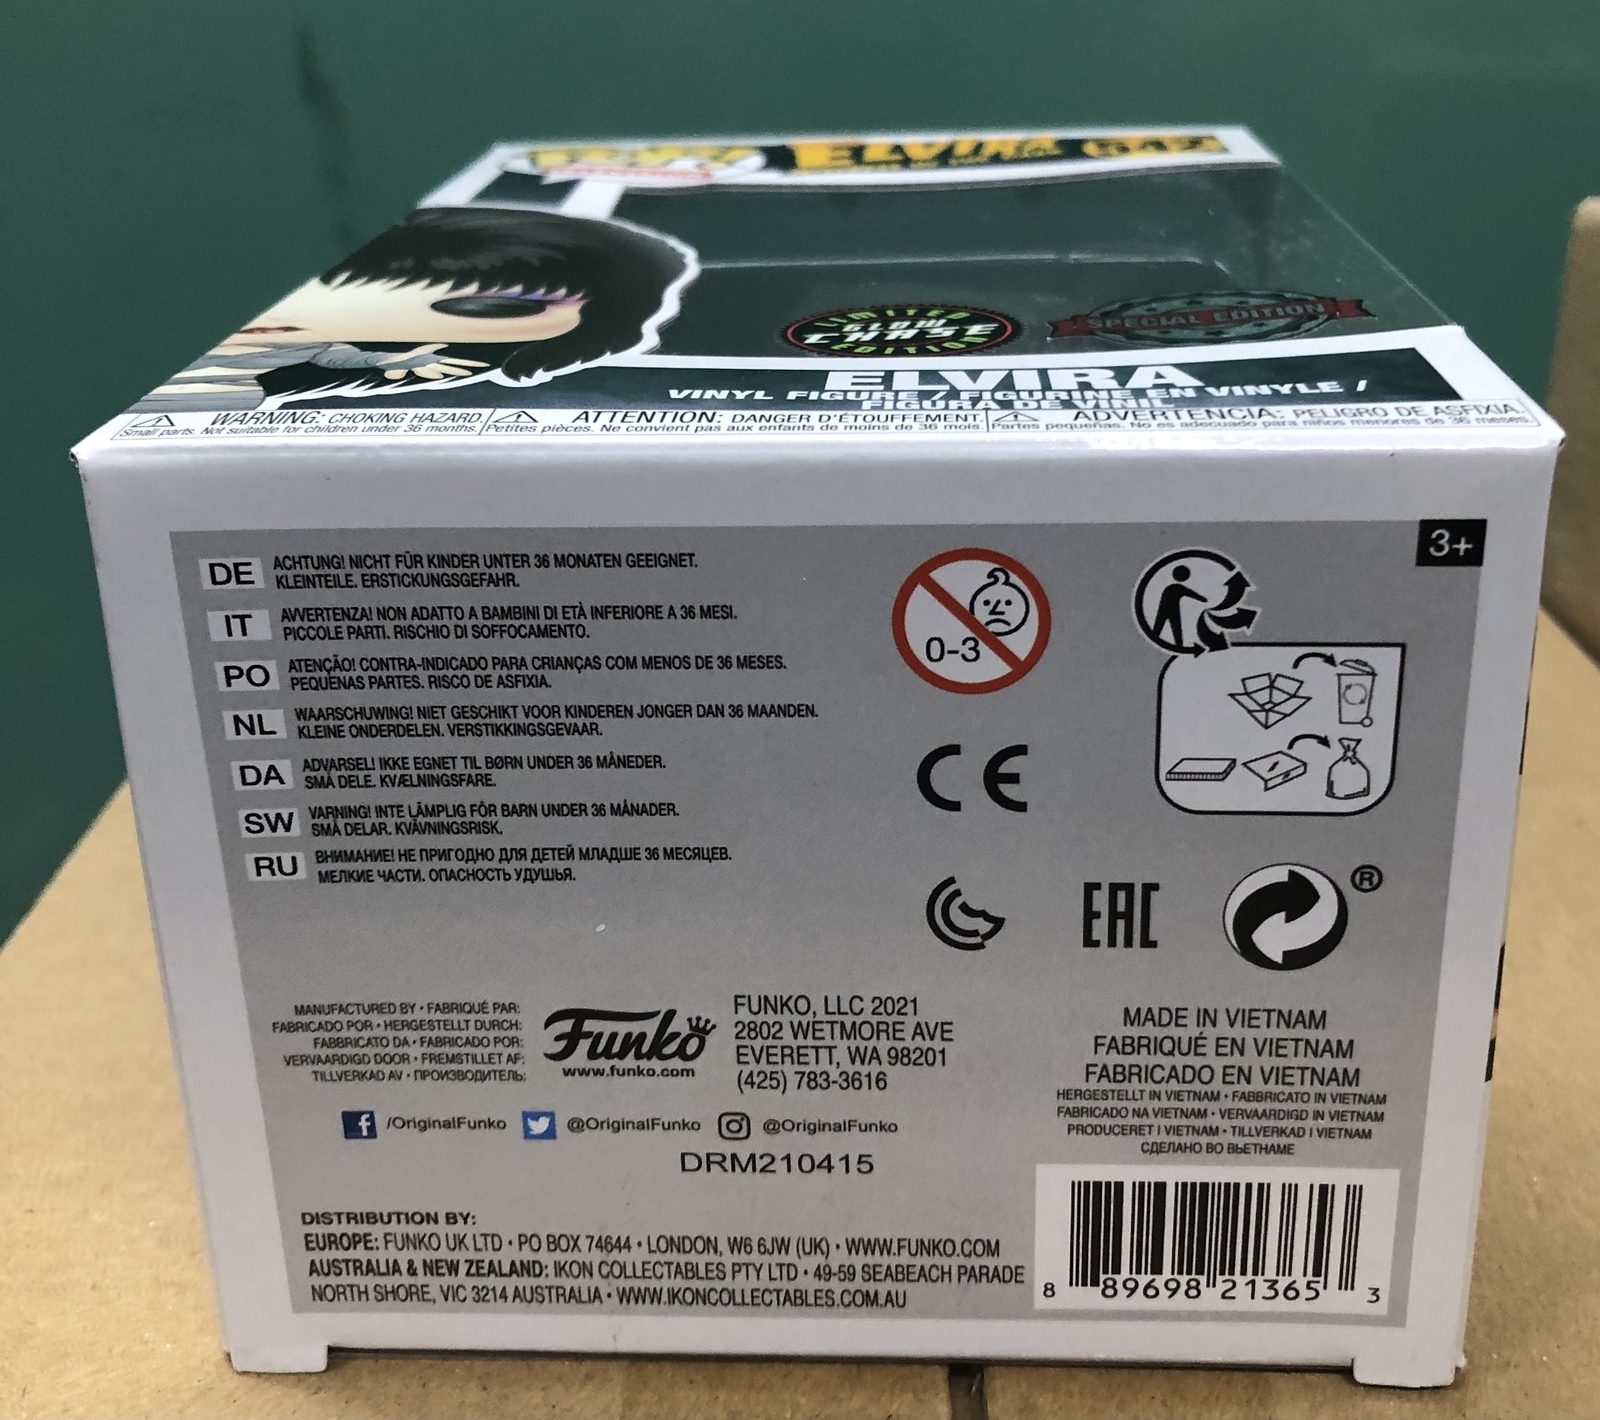 POP!
ELVIRA
542
LIMITED
GLOW
CHASE
EDITION
SPECIAL EDITION
ELVIRA
VINYL FIGURE / FIGURINE EN VINYLE /
FIGURA DE VINIL
WARNING: CHOKING HAZARD.
Small parts. Not suitable for children under 36 months.
ATTENTION: DANGER D'ÉTOUFFEMENT
Petites pièces. Ne convient pas aux enfants de moins de 36 mois.
ADVERTENCIA: PELIGRO DE ASFIXIA.
Partes pequeñas. No es adecuado para niños menores de 36 meses.
3+
DE ACHTUNG! NICHT FÜR KINDER UNTER 36 MONATEN GEEIGNET.
KLEINTEILE. ERSTICKUNGSGEFAHR.
IT AVVERTENZA! NON ADATTO A BAMBINI DI ETÀ INFERIORE A 36 MESI.
PICCOLE PARTI. RISCHIO DI SOFFOCAMENTO.
PO ATENÇÃO! CONTRA-INDICADO PARA CRIANÇAS COM MENOS DE 36 MESES.
PEQUENAS PARTES. RISCO DE ASFIXIA.
NL WAARSCHUWING! NIET GESCHIKT VOOR KINDEREN JONGER DAN 36 MAANDEN.
KLEINE ONDERDELEN. VERSTIKKINGSGEVAAR.
DA ADVARSEL! IKKE EGNET TIL BØRN UNDER 36 MÅNEDER.
SMÅ DELE. KVÆLNINGSFARE.
SW VARNING! INTE LÄMPLIG FÖR BARN UNDER 36 MÅNADER.
SMÅ DELAR. KVÄVNINGSRISK.
RU ВНИМАНИЕ! НЕ ПРИГОДНО ДЛЯ ДЕТЕЙ МЛАДШЕ 36 МЕСЯЦЕВ.
МЕЛКИЕ ЧАСТИ. ОПАСНОСТЬ УДУШЬЯ.
0-3
CE
EAC
®
MANUFACTURED BY • FABRIQUÉ PAR:
FABRICADO POR • HERGESTELLT DURCH:
FABBRICATO DA • FABRICADO POR:
VERVAARDIGD DOOR • FREMSTILLET AF:
TILLVERKAD AV • ПРОИЗВОДИТЕЛЬ:
Funko
www.funko.com
FUNKO, LLC 2021
2802 WETMORE AVE
EVERETT, WA 98201
(425) 783-3616
/OriginalFunko @OriginalFunko @OriginalFunko
DRM210415
MADE IN VIETNAM
FABRIQUÉ EN VIETNAM
FABRICADO EN VIETNAM
HERGESTELLT IN VIETNAM • FABBRICATO IN VIETNAM
FABRICADO NA VIETNAM • VERVAARDIGD IN VIETNAM
PRODUCERET I VIETNAM • TILLVERKAD I VIETNAM
СДЕЛАНО ВО ВЬЕТНАМЕ
DISTRIBUTION BY:
EUROPE: FUNKO UK LTD • PO BOX 74644 • LONDON, W6 6JW (UK) • WWW.FUNKO.COM
AUSTRALIA & NEW ZEALAND: IKON COLLECTABLES PTY LTD • 49-59 SEABEACH PARADE
NORTH SHORE, VIC 3214 AUSTRALIA • WWW.IKONCOLLECTABLES.COM.AU
8 89698 21365 3